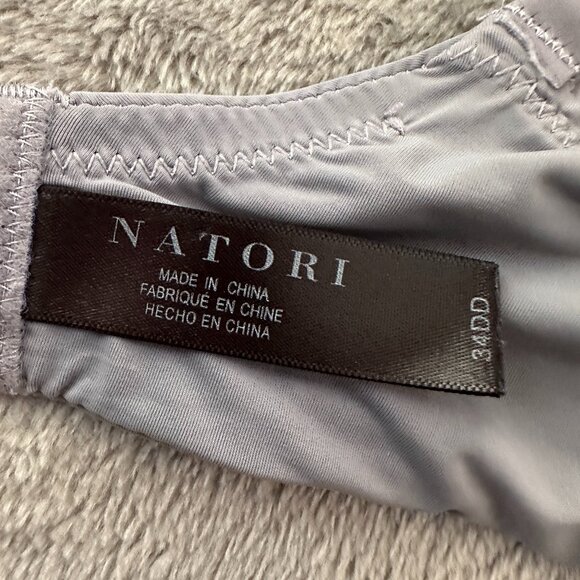 NATORI
MADE IN CHINA
FABRIQUÉ EN CHINE
HECHO EN CHINA
34DD